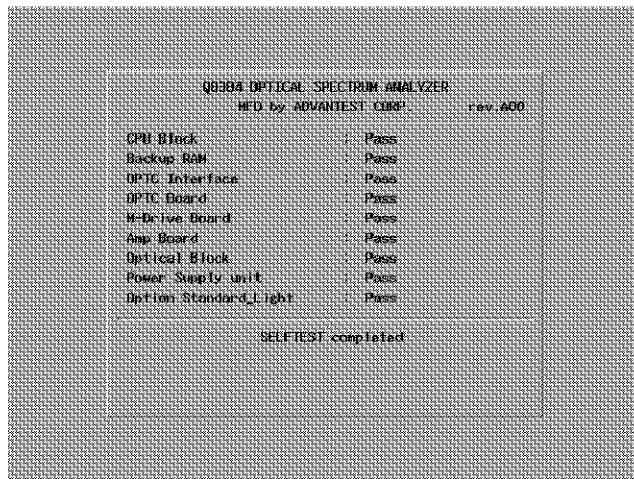 Q8384 OPTICAL SPECTRUM ANALYZER
MFD by ADVANTEST CORP. rev.A00
CPU Block : Pass
Backup RAM : Pass
OPTC Interface : Pass
OPTC Board : Pass
M-Drive Board : Pass
Amp Board : Pass
Optical Block : Pass
Power Supply unit : Pass
Option Standard_Light : Pass
SELFTEST completed